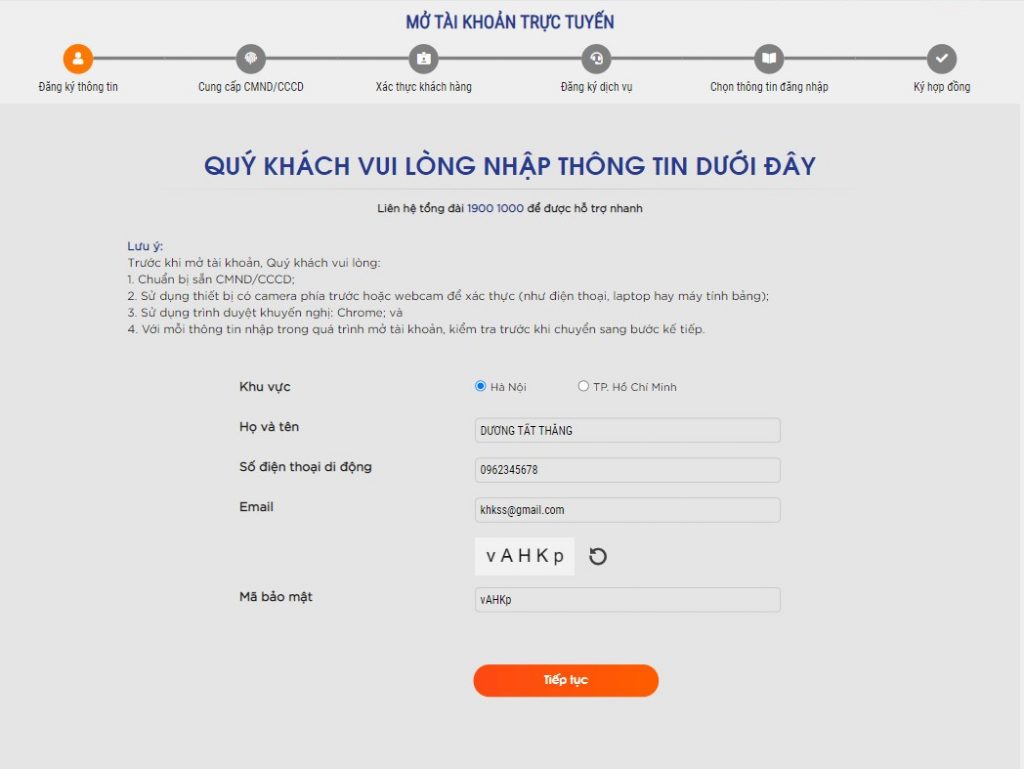 MỞ TÀI KHOẢN TRỰC TUYẾN
Đăng ký thông tin
Cung cấp CMND/CCCD
Xác thực khách hàng
Đăng ký dịch vụ
Chọn thông tin đăng nhập
Ký hợp đồng
QUÝ KHÁCH VUI LÒNG NHẬP THÔNG TIN DƯỚI ĐÂY
Liên hệ tổng đài 1900 1000 để được hỗ trợ nhanh
Lưu ý:
Trước khi mở tài khoản, Quý khách vui lòng:
1. Chuẩn bị sẵn CMND/CCCD;
2. Sử dụng thiết bị có camera phía trước hoặc webcam để xác thực (như điện thoại, laptop hay máy tính bảng);
3. Sử dụng trình duyệt khuyến nghị: Chrome; và
4. Với mỗi thông tin nhập trong quá trình mở tài khoản, kiểm tra trước khi chuyển sang bước kế tiếp.
Khu vực Hà Nội TP. Hồ Chí Minh
Họ và tên DƯƠNG TẤT THẮNG
Số điện thoại di động 0962345678
Email khkss@gmail.com
v A H K p
Mã bảo mật vAHKp
Tiếp tục